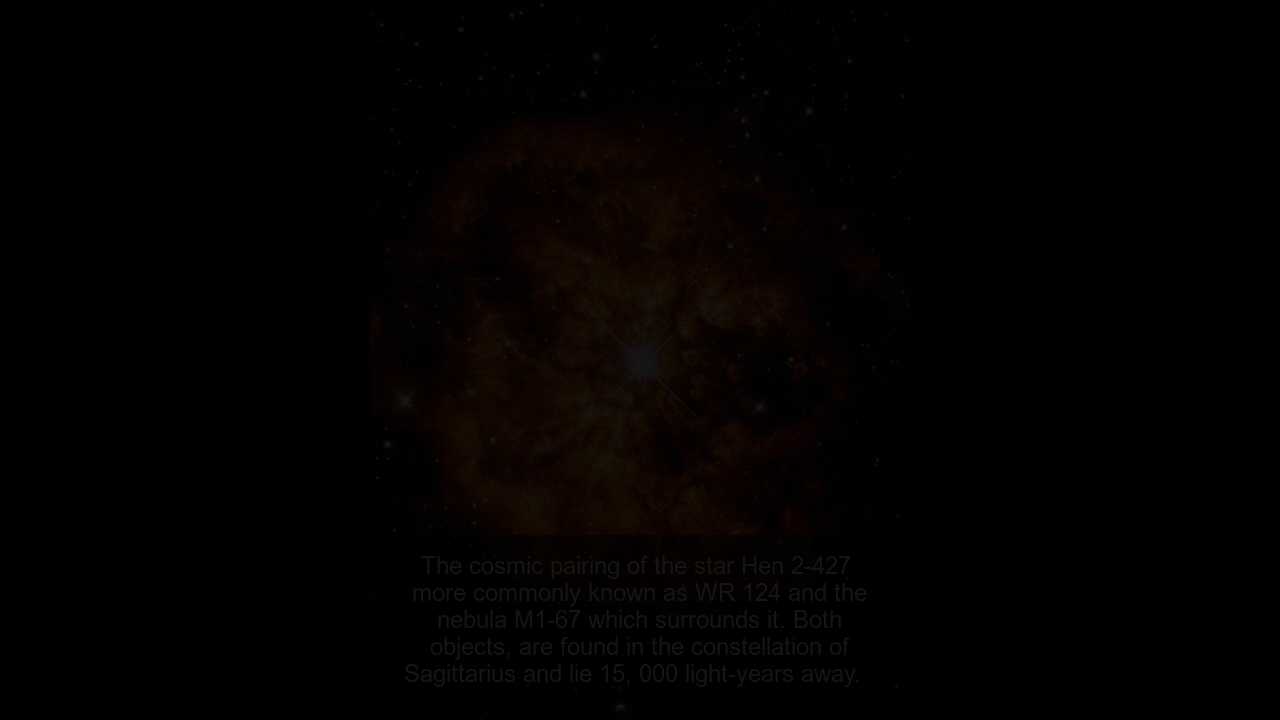 The cosmic pairing of the star Hen 2-427
more commonly known as WR 124 and the
nebula M1-67 which surrounds it. Both
objects, are found in the constellation of
Sagittarius and lie 15, 000 light-years away.